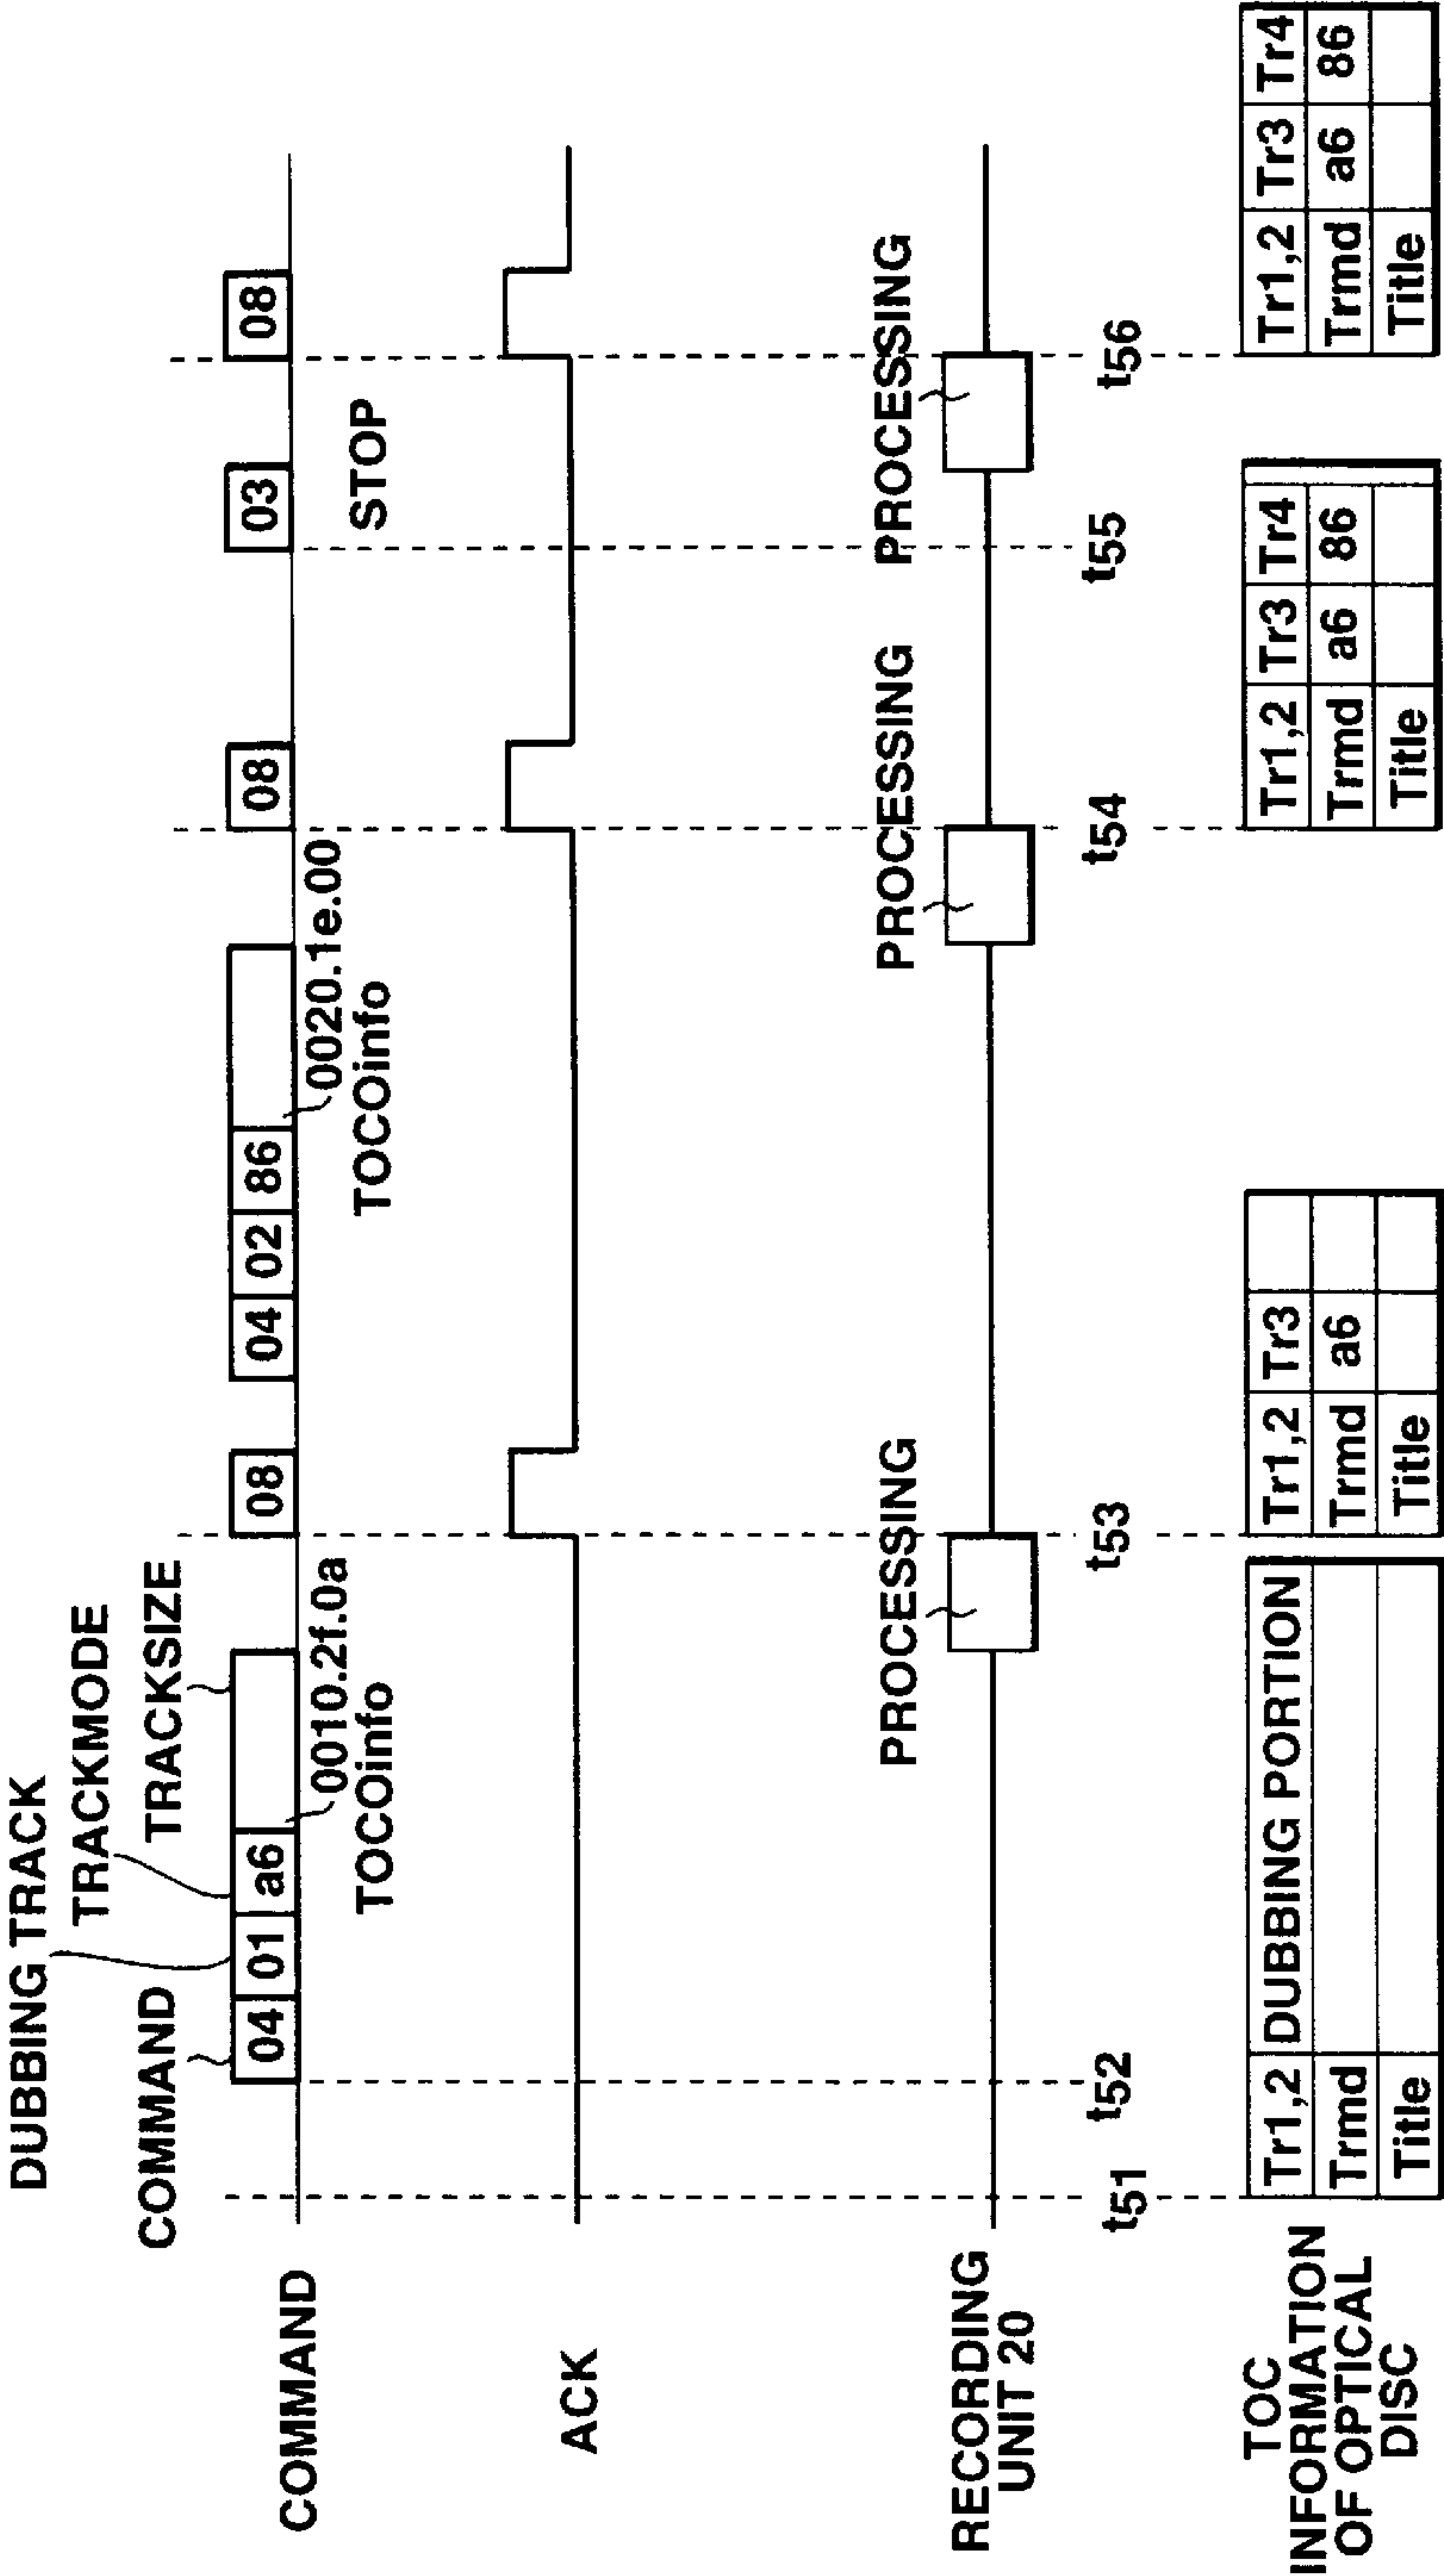 DUBBING TRACK
TRACKMODE
COMMAND
TRACKSIZE
COMMAND
04 01 a6
08
04 02 86
08
03
08
0010.2f.0a
TOCOinfo
0020.1e.00
TOCOinfo
STOP
ACK
RECORDING
UNIT 20
PROCESSING
PROCESSING
PROCESSING
PROCESSING
t51
t52
t53
t54
t55
t56
TOC
INFORMATION
OF OPTICAL
DISC
Tr1,2 DUBBING PORTION
Trmd
Title
Tr1,2 Tr3
Trmd a6
Title
Tr1,2 Tr3 Tr4
Trmd a6 86
Title
Tr1,2 Tr3 Tr4
Trmd a6 86
Title